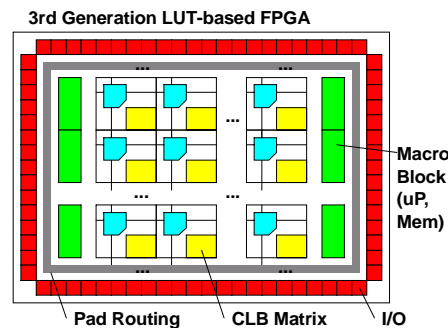 3rd Generation LUT-based FPGA
...
...
...
...
...
...
...
Macro
Block
(uP,
Mem)
Pad Routing
CLB Matrix
I/O